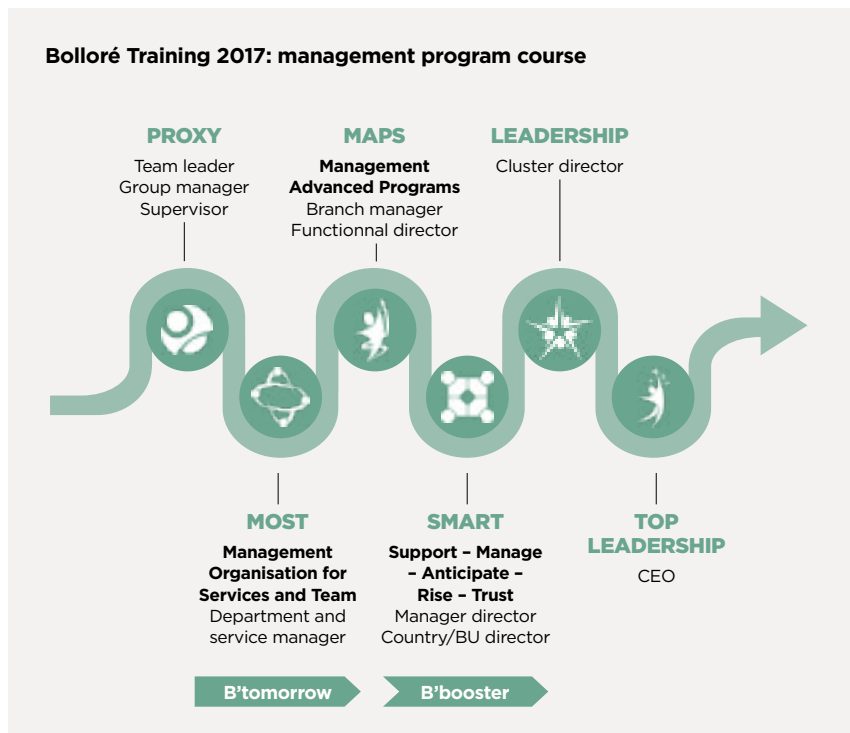 Bolloré Training 2017: management program course
PROXY
Team leader
Group manager
Supervisor
MAPS
Management
Advanced Programs
Branch manager
Functionnal director
LEADERSHIP
Cluster director
MOST
Management
Organisation for
Services and Team
Department and
service manager
SMART
Support – Manage
– Anticipate –
Rise – Trust
Manager director
Country/BU director
TOP
LEADERSHIP
CEO
B’tomorrow
B’booster